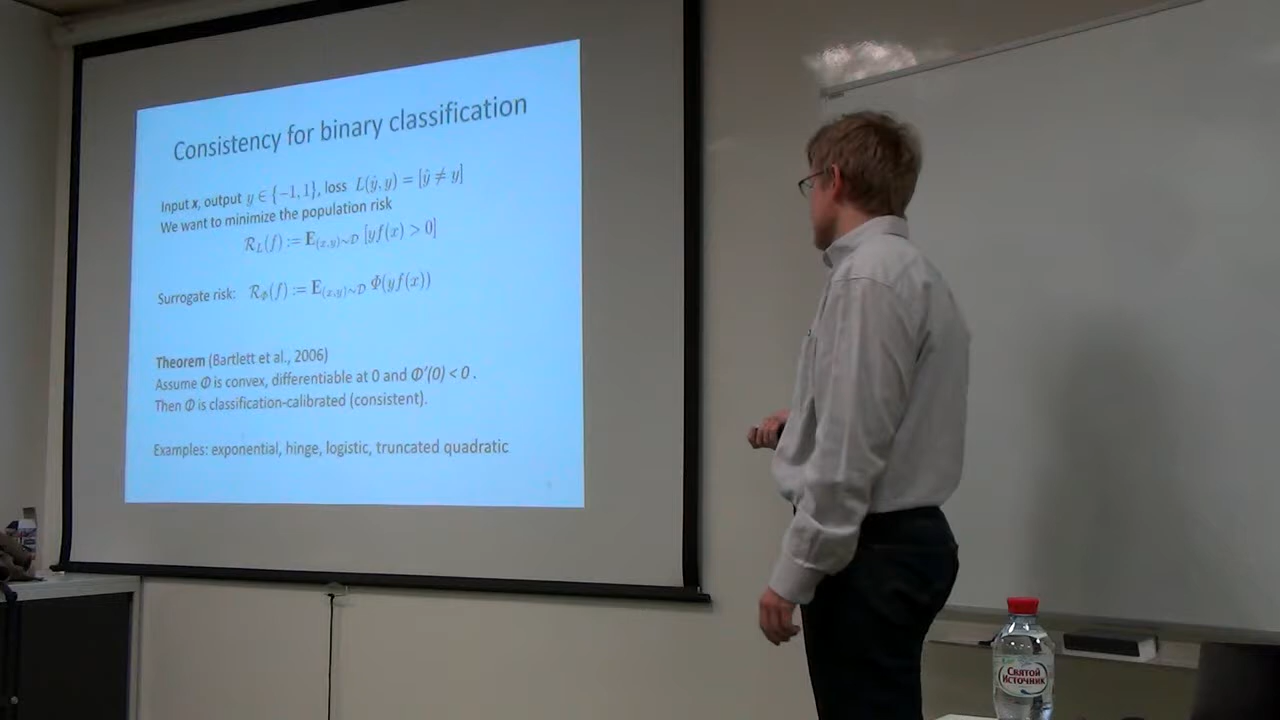 Consistency for binary classification
Input x, output y ∈ {−1, 1}, loss L(ŷ, y) = [ŷ ≠ y]
We want to minimize the population risk
R_L(f) := E_{(x,y)∼D} [yf(x) > 0]
Surrogate risk: R_Φ(f) := E_{(x,y)∼D} Φ(yf(x))
Theorem (Bartlett et al., 2006)
Assume Φ is convex, differentiable at 0 and Φ′(0) < 0 .
Then Φ is classification-calibrated (consistent).
Examples: exponential, hinge, logistic, truncated quadratic
Святой
Источник